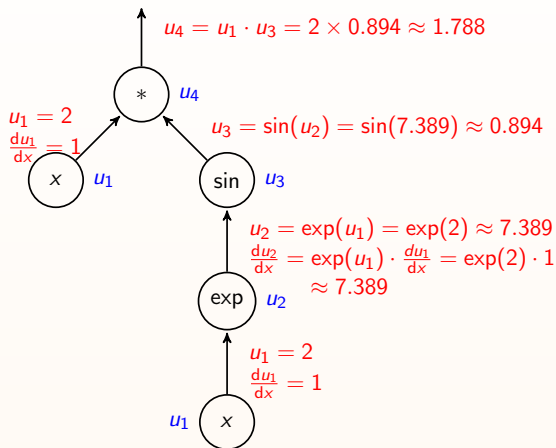 u₄ = u₁ · u₃ = 2 × 0.894 ≈ 1.788
* u₄
u₁ = 2
du₁/dx = 1
u₃ = sin(u₂) = sin(7.389) ≈ 0.894
x u₁
sin u₃
u₂ = exp(u₁) = exp(2) ≈ 7.389
du₂/dx = exp(u₁) · du₁/dx = exp(2) · 1
≈ 7.389
exp u₂
u₁ = 2
du₁/dx = 1
u₁ x